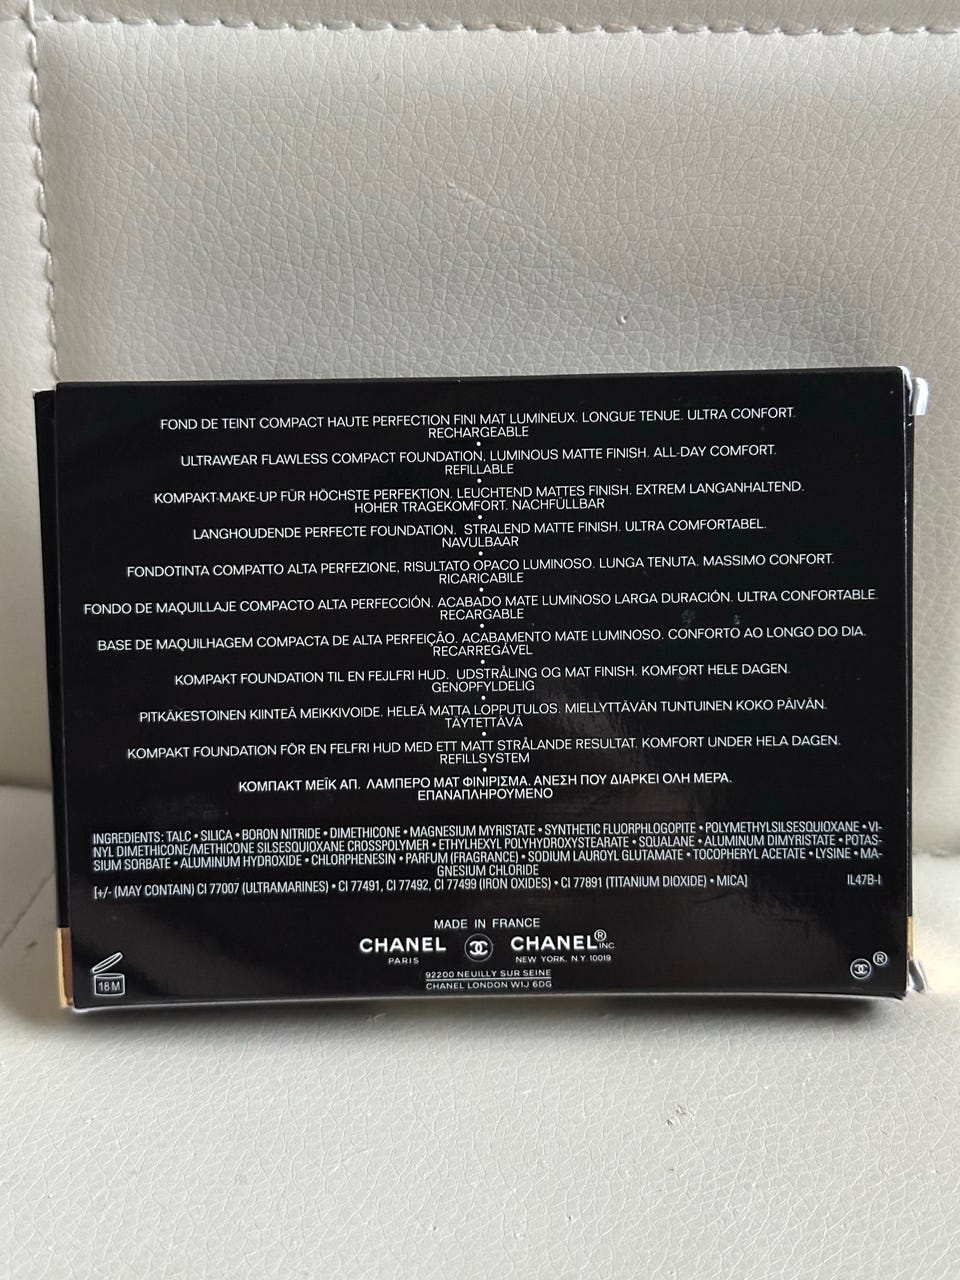 FOND DE TEINT COMPACT HAUTE PERFECTION FINI MAT LUMINEUX. LONGUE TENUE. ULTRA CONFORT.
RECHARGEABLE
•
ULTRAWEAR FLAWLESS COMPACT FOUNDATION, LUMINOUS MATTE FINISH. ALL-DAY COMFORT.
REFILLABLE
•
KOMPAKT-MAKE-UP FÜR HÖCHSTE PERFEKTION. LEUCHTEND MATTES FINISH. EXTREM LANGANHALTEND.
HOHER TRAGEKOMFORT. NACHFÜLLBAR
•
LANGHOUDENDE PERFECTE FOUNDATION. STRALEND MATTE FINISH. ULTRA COMFORTABEL.
NAVULBAAR
•
FONDOTINTA COMPATTO ALTA PERFEZIONE, RISULTATO OPACO LUMINOSO. LUNGA TENUTA. MASSIMO CONFORT.
RICARICABILE
•
FONDO DE MAQUILLAJE COMPACTO ALTA PERFECCIÓN. ACABADO MATE LUMINOSO LARGA DURACIÓN. ULTRA CONFORTABLE.
RECARGABLE
•
BASE DE MAQUILHAGEM COMPACTA DE ALTA PERFEIÇÃO. ACABAMENTO MATE LUMINOSO. CONFORTO AO LONGO DO DIA.
RECARREGÁVEL
•
KOMPAKT FOUNDATION TIL EN FEJLFRI HUD. UDSTRÅLING OG MAT FINISH. KOMFORT HELE DAGEN.
GENOPFYLDELIG
•
PITKÄKESTOINEN KIINTEÄ MEIKKIVOIDE. HELEÄ MATTA LOPPUTULOS. MIELLYTTÄVÄN TUNTUINEN KOKO PÄIVÄN.
TÄYTETTÄVÄ
•
KOMPAKT FOUNDATION FÖR EN FELFRI HUD MED ETT MATT STRÅLANDE RESULTAT. KOMFORT UNDER HELA DAGEN.
REFILLSYSTEM
•
ΚΟΜΠΑΚΤ ΜΕΪΚ ΑΠ. ΛΑΜΠΕΡΟ ΜΑΤ ΦΙΝΙΡΙΣΜΑ. ΑΝΕΣΗ ΠΟΥ ΔΙΑΡΚΕΙ ΟΛΗ ΜΕΡΑ.
ΕΠΑΝΑΠΛΗΡΟΥΜΕΝΟ
INGREDIENTS: TALC • SILICA • BORON NITRIDE • DIMETHICONE • MAGNESIUM MYRISTATE • SYNTHETIC FLUORPHLOGOPITE • POLYMETHYLSILSESQUIOXANE • VI-
NYL DIMETHICONE/METHICONE SILSESQUIOXANE CROSSPOLYMER • ETHYLHEXYL POLYHYDROXYSTEARATE • SQUALANE • ALUMINUM DIMYRISTATE • POTAS-
SIUM SORBATE • ALUMINUM HYDROXIDE • CHLORPHENESIN • PARFUM (FRAGRANCE) • SODIUM LAUROYL GLUTAMATE • TOCOPHERYL ACETATE • LYSINE • MA-
GNESIUM CHLORIDE
[+/- (MAY CONTAIN) CI 77007 (ULTRAMARINES) • CI 77491, CI 77492, CI 77499 (IRON OXIDES) • CI 77891 (TITANIUM DIOXIDE) • MICA] IL47B-I
MADE IN FRANCE
CHANEL CHANEL® INC
PARIS NEW YORK, N.Y. 10019
92200 NEUILLY SUR SEINE
CHANEL LONDON W1J 6DG
18 M
®